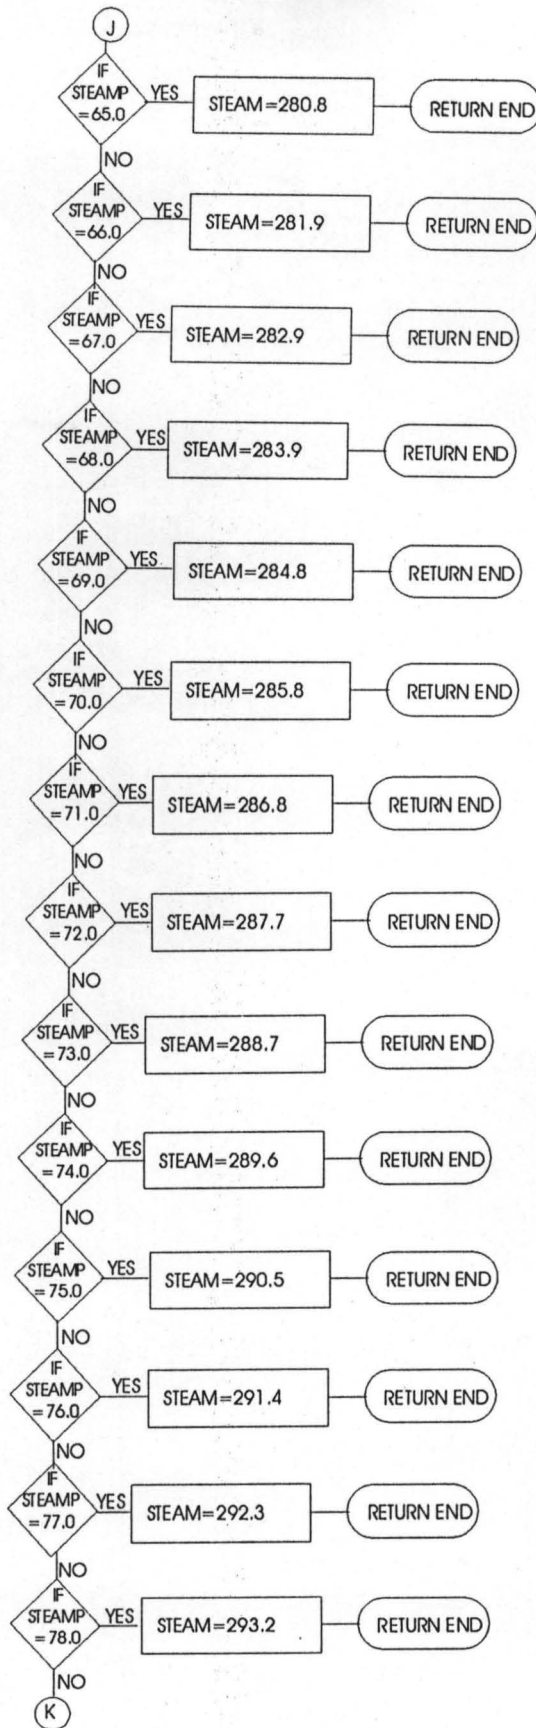 J
IF
STEAMP
=65.0
YES
STEAM=280.8
RETURN END
NO
IF
STEAMP
=66.0
YES
STEAM=281.9
RETURN END
NO
IF
STEAMP
=67.0
YES
STEAM=282.9
RETURN END
NO
IF
STEAMP
=68.0
YES
STEAM=283.9
RETURN END
NO
IF
STEAMP
=69.0
YES
STEAM=284.8
RETURN END
NO
IF
STEAMP
=70.0
YES
STEAM=285.8
RETURN END
NO
IF
STEAMP
=71.0
YES
STEAM=286.8
RETURN END
NO
IF
STEAMP
=72.0
YES
STEAM=287.7
RETURN END
NO
IF
STEAMP
=73.0
YES
STEAM=288.7
RETURN END
NO
IF
STEAMP
=74.0
YES
STEAM=289.6
RETURN END
NO
IF
STEAMP
=75.0
YES
STEAM=290.5
RETURN END
NO
IF
STEAMP
=76.0
YES
STEAM=291.4
RETURN END
NO
IF
STEAMP
=77.0
YES
STEAM=292.3
RETURN END
NO
IF
STEAMP
=78.0
YES
STEAM=293.2
RETURN END
NO
K